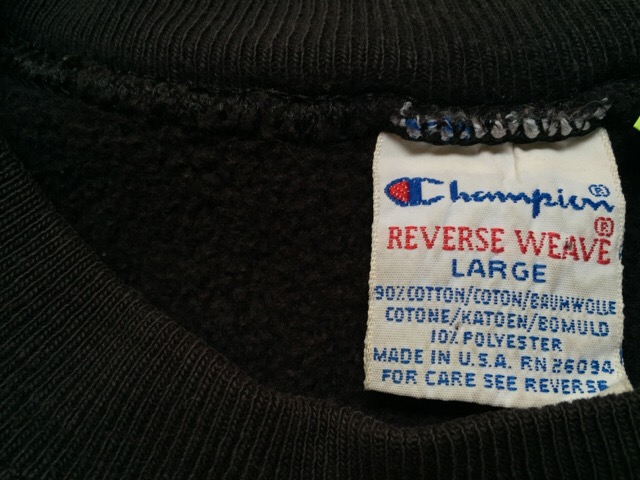 Champion®
REVERSE WEAVE®
LARGE
90% COTTON/COTON/BAUMWOLLE
COTONE/KATOEN/BOMULD
10% POLYESTER
MADE IN U.S.A. RN 26094
FOR CARE SEE REVERSE